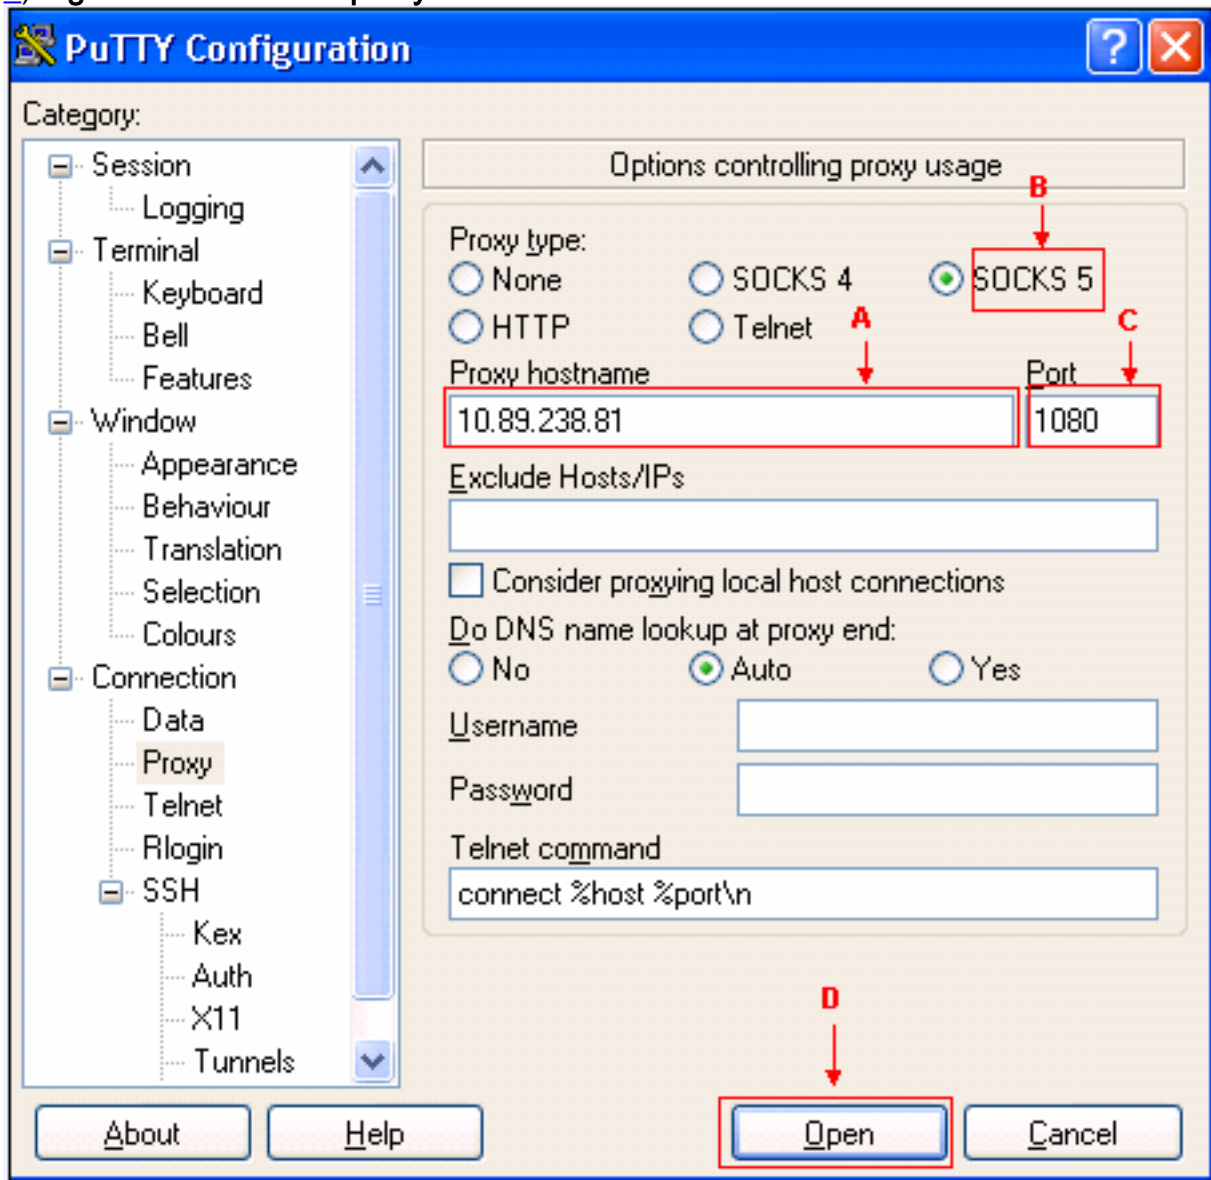 PuTTY Configuration
Category:
Session
Logging
Terminal
Keyboard
Bell
Features
Window
Appearance
Behaviour
Translation
Selection
Colours
Connection
Data
Proxy
Telnet
Rlogin
SSH
Kex
Auth
X11
Tunnels
Options controlling proxy usage
B
Proxy type:
None SOCKS 4 SOCKS 5
HTTP Telnet A C
Proxy hostname Port
10.89.238.81 1080
Exclude Hosts/IPs
Consider proxying local host connections
Do DNS name lookup at proxy end:
No Auto Yes
Username
Password
Telnet command
connect %host %port\n
D
About Help Open Cancel